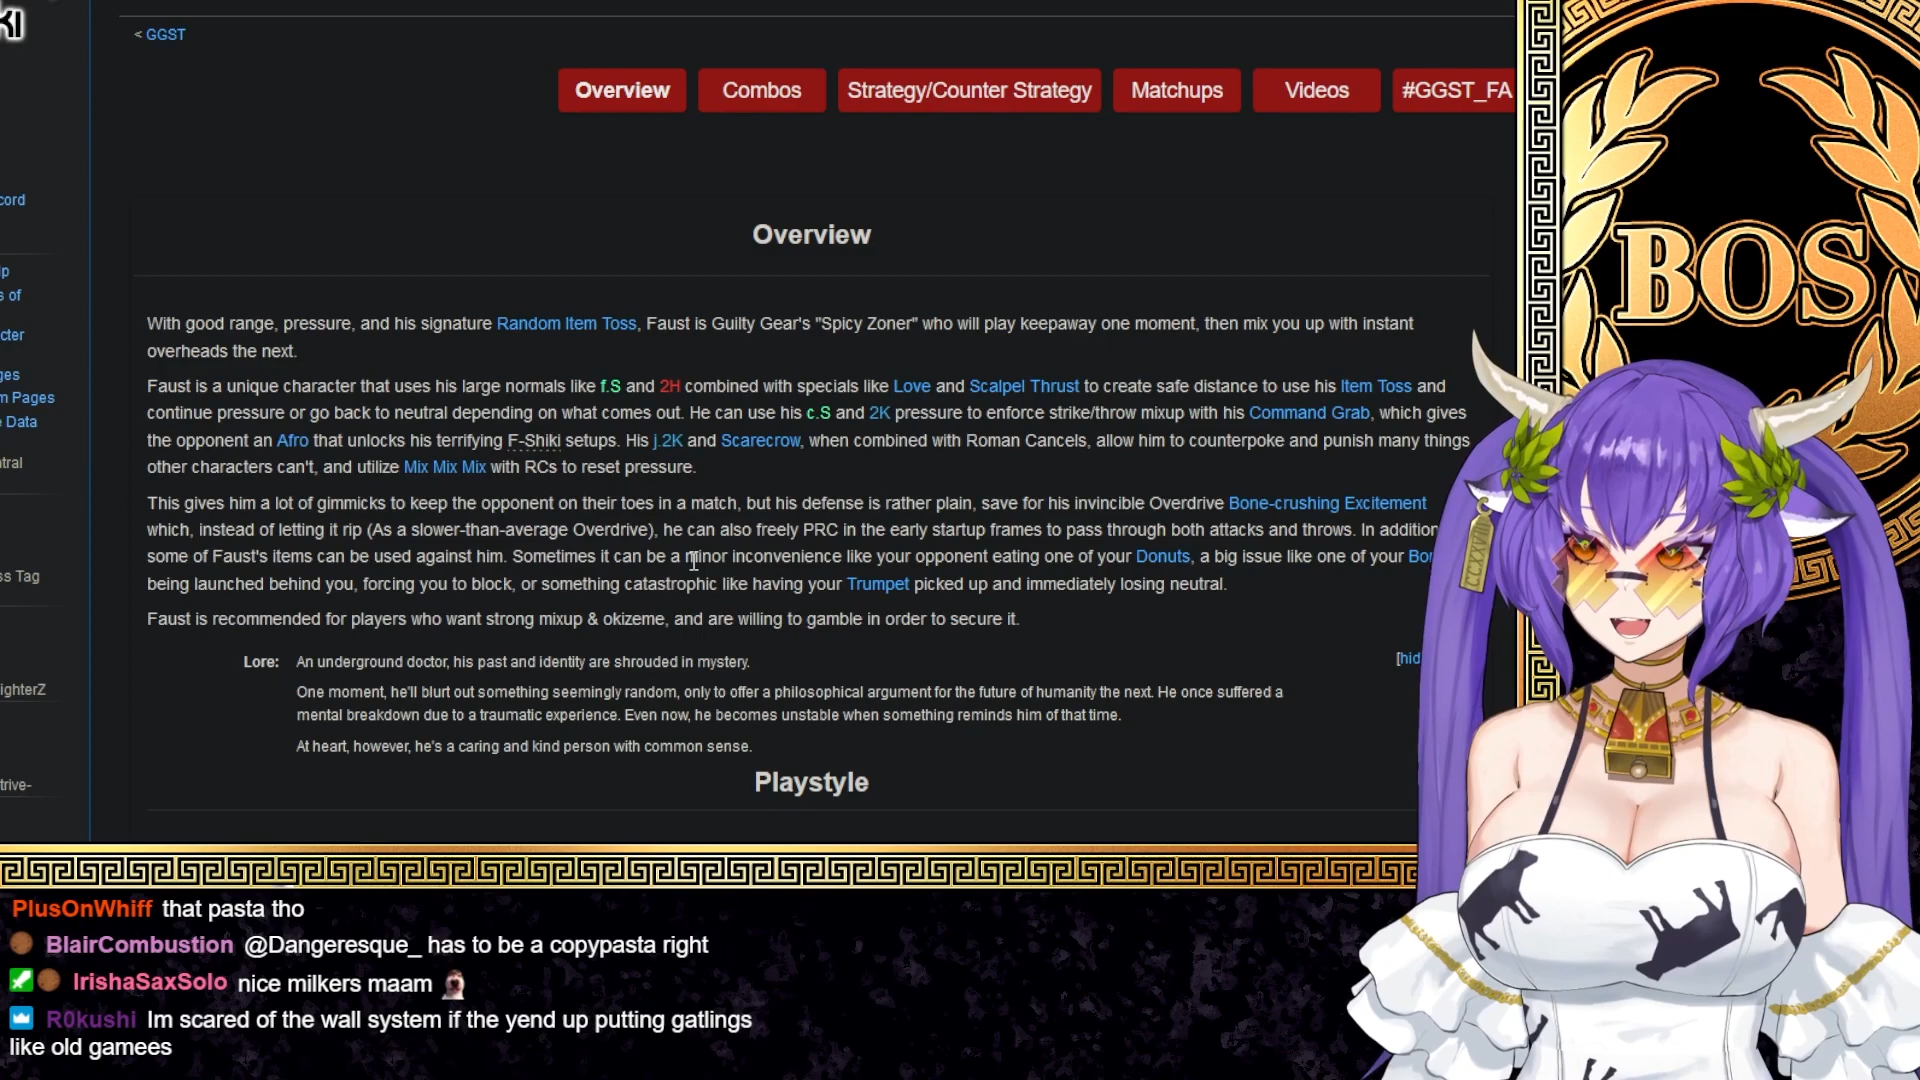 KI
< GGST
Overview
Combos
Strategy/Counter Strategy
Matchups
Videos
#GGST_FA
cord
lp
s of
cter
ges
m Pages
e Data
ntral
ss Tag
ighterZ
trive-
Overview
With good range, pressure, and his signature Random Item Toss, Faust is Guilty Gear's "Spicy Zoner" who will play keepaway one moment, then mix you up with instant
overheads the next.
Faust is a unique character that uses his large normals like f.S and 2H combined with specials like Love and Scalpel Thrust to create safe distance to use his Item Toss and
continue pressure or go back to neutral depending on what comes out. He can use his c.S and 2K pressure to enforce strike/throw mixup with his Command Grab, which gives
the opponent an Afro that unlocks his terrifying F-Shiki setups. His j.2K and Scarecrow, when combined with Roman Cancels, allow him to counterpoke and punish many things
other characters can't, and utilize Mix Mix Mix with RCs to reset pressure.
This gives him a lot of gimmicks to keep the opponent on their toes in a match, but his defense is rather plain, save for his invincible Overdrive Bone-crushing Excitement
which, instead of letting it rip (As a slower-than-average Overdrive), he can also freely PRC in the early startup frames to pass through both attacks and throws. In addition
some of Faust's items can be used against him. Sometimes it can be a minor inconvenience like your opponent eating one of your Donuts, a big issue like one of your Bo
being launched behind you, forcing you to block, or something catastrophic like having your Trumpet picked up and immediately losing neutral.
Faust is recommended for players who want strong mixup & okizeme, and are willing to gamble in order to secure it.
Lore: An underground doctor, his past and identity are shrouded in mystery.
[hid
One moment, he'll blurt out something seemingly random, only to offer a philosophical argument for the future of humanity the next. He once suffered a
mental breakdown due to a traumatic experience. Even now, he becomes unstable when something reminds him of that time.
At heart, however, he's a caring and kind person with common sense.
Playstyle
BOS
PlusOnWhiff that pasta tho
BlairCombustion @Dangeresque_ has to be a copypasta right
IrishaSaxSolo nice milkers maam
R0kushi Im scared of the wall system if the yend up putting gatlings
like old gamees